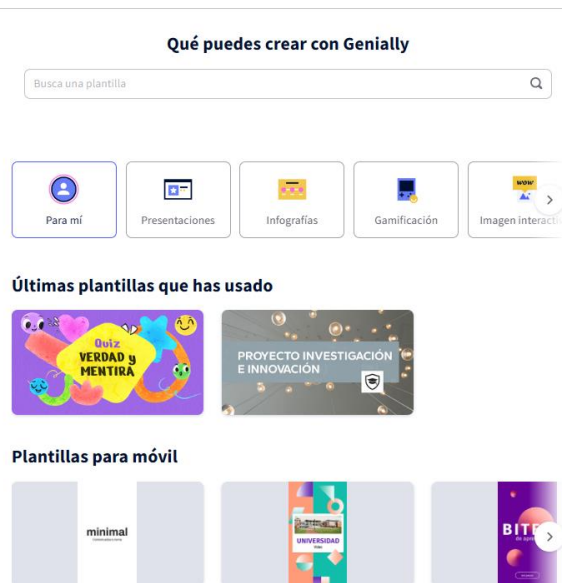 Qué puedes crear con Genially
Busca una plantilla
Para mí
Presentaciones
Infografías
Gamificación
WOW
Imagen interacti
Últimas plantillas que has usado
Quiz
VERDAD y
MENTIRA
PROYECTO INVESTIGACIÓN
E INNOVACIÓN
Plantillas para móvil
minimal
UNIVERSIDAD
BITE
de